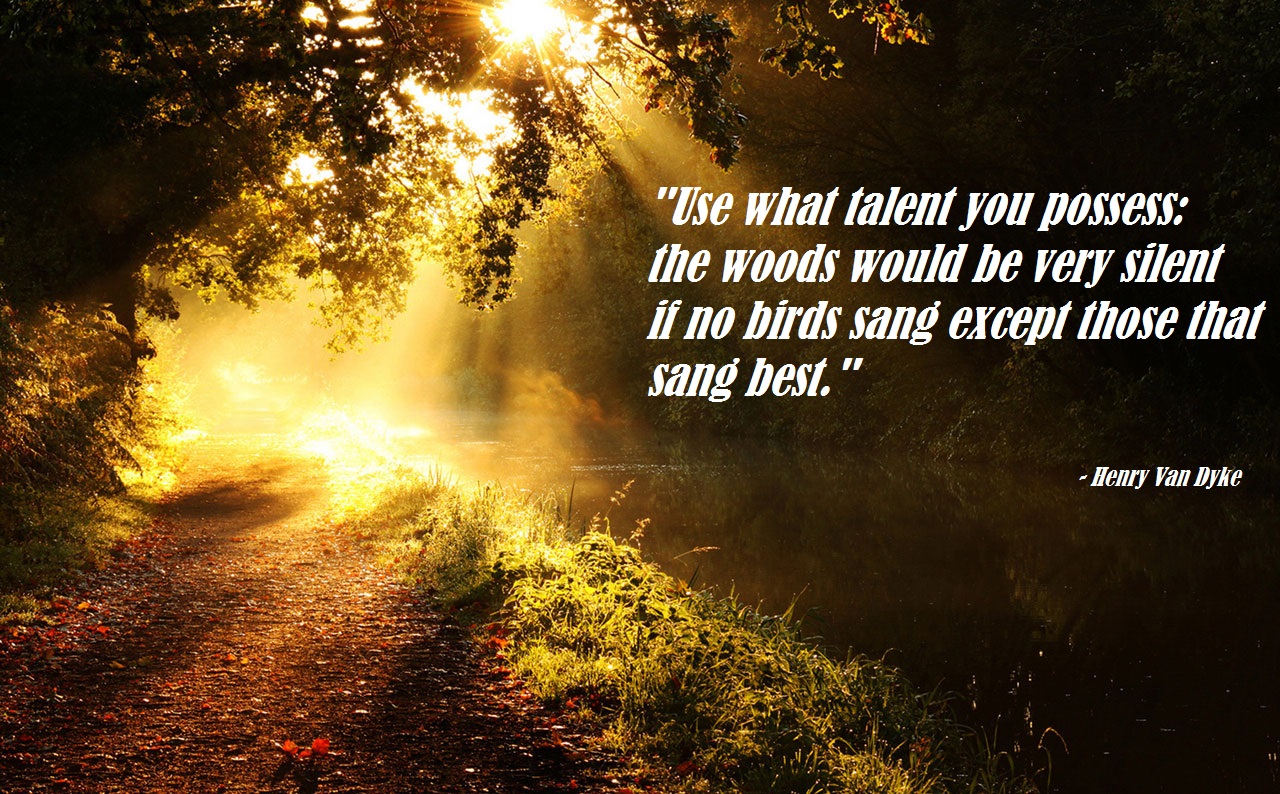 "Use what talent you possess:
the woods would be very silent
if no birds sang except those that
sang best."
- Henry Van Dyke